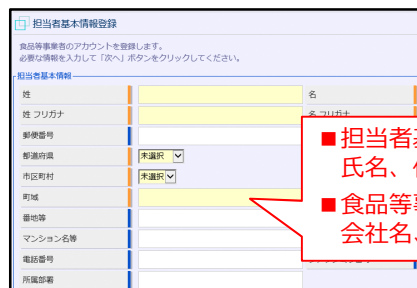 担当者基本情報登録
食品等事業者のアカウントを登録します。
必要な情報を入力して「次へ」ボタンをクリックしてください。
担当者基本情報
姓 名
姓 フリガナ 名 フリガナ
郵便番号
都道府県 未選択
市区町村 未選択
町域
番地等
マンション名等
電話番号
所属部署
■担当者
氏名、
■食品等
会社名、